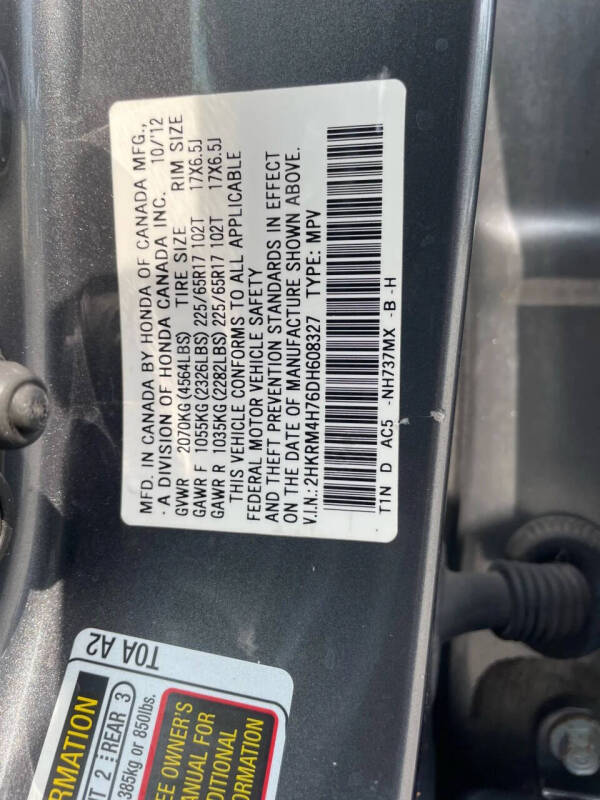 MFD. IN CANADA BY HONDA OF CANADA MFG.,
A DIVISION OF HONDA CANADA INC. 10/12
GVWR 2070KG(4564LBS) TIRE SIZE RIM SIZE
GAWR F 1055KG(2326LBS) 225/65R17 102T 17X6.5J
GAWR R 1035KG(2282LBS) 225/65R17 102T 17X6.5J
THIS VEHICLE CONFORMS TO ALL APPLICABLE
FEDERAL MOTOR VEHICLE SAFETY
AND THEFT PREVENTION STANDARDS IN EFFECT
ON THE DATE OF MANUFACTURE SHOWN ABOVE.
V.I.N.: 2HKRM4H76DH608327 TYPE: MPV
T1N D AC5 -NH737MX -B -H
T0A A2
RMATION
NT 2 REAR 3
385kg or 850lbs.
EE OWNER'S
ANUAL FOR
DITIONAL
ORMATION